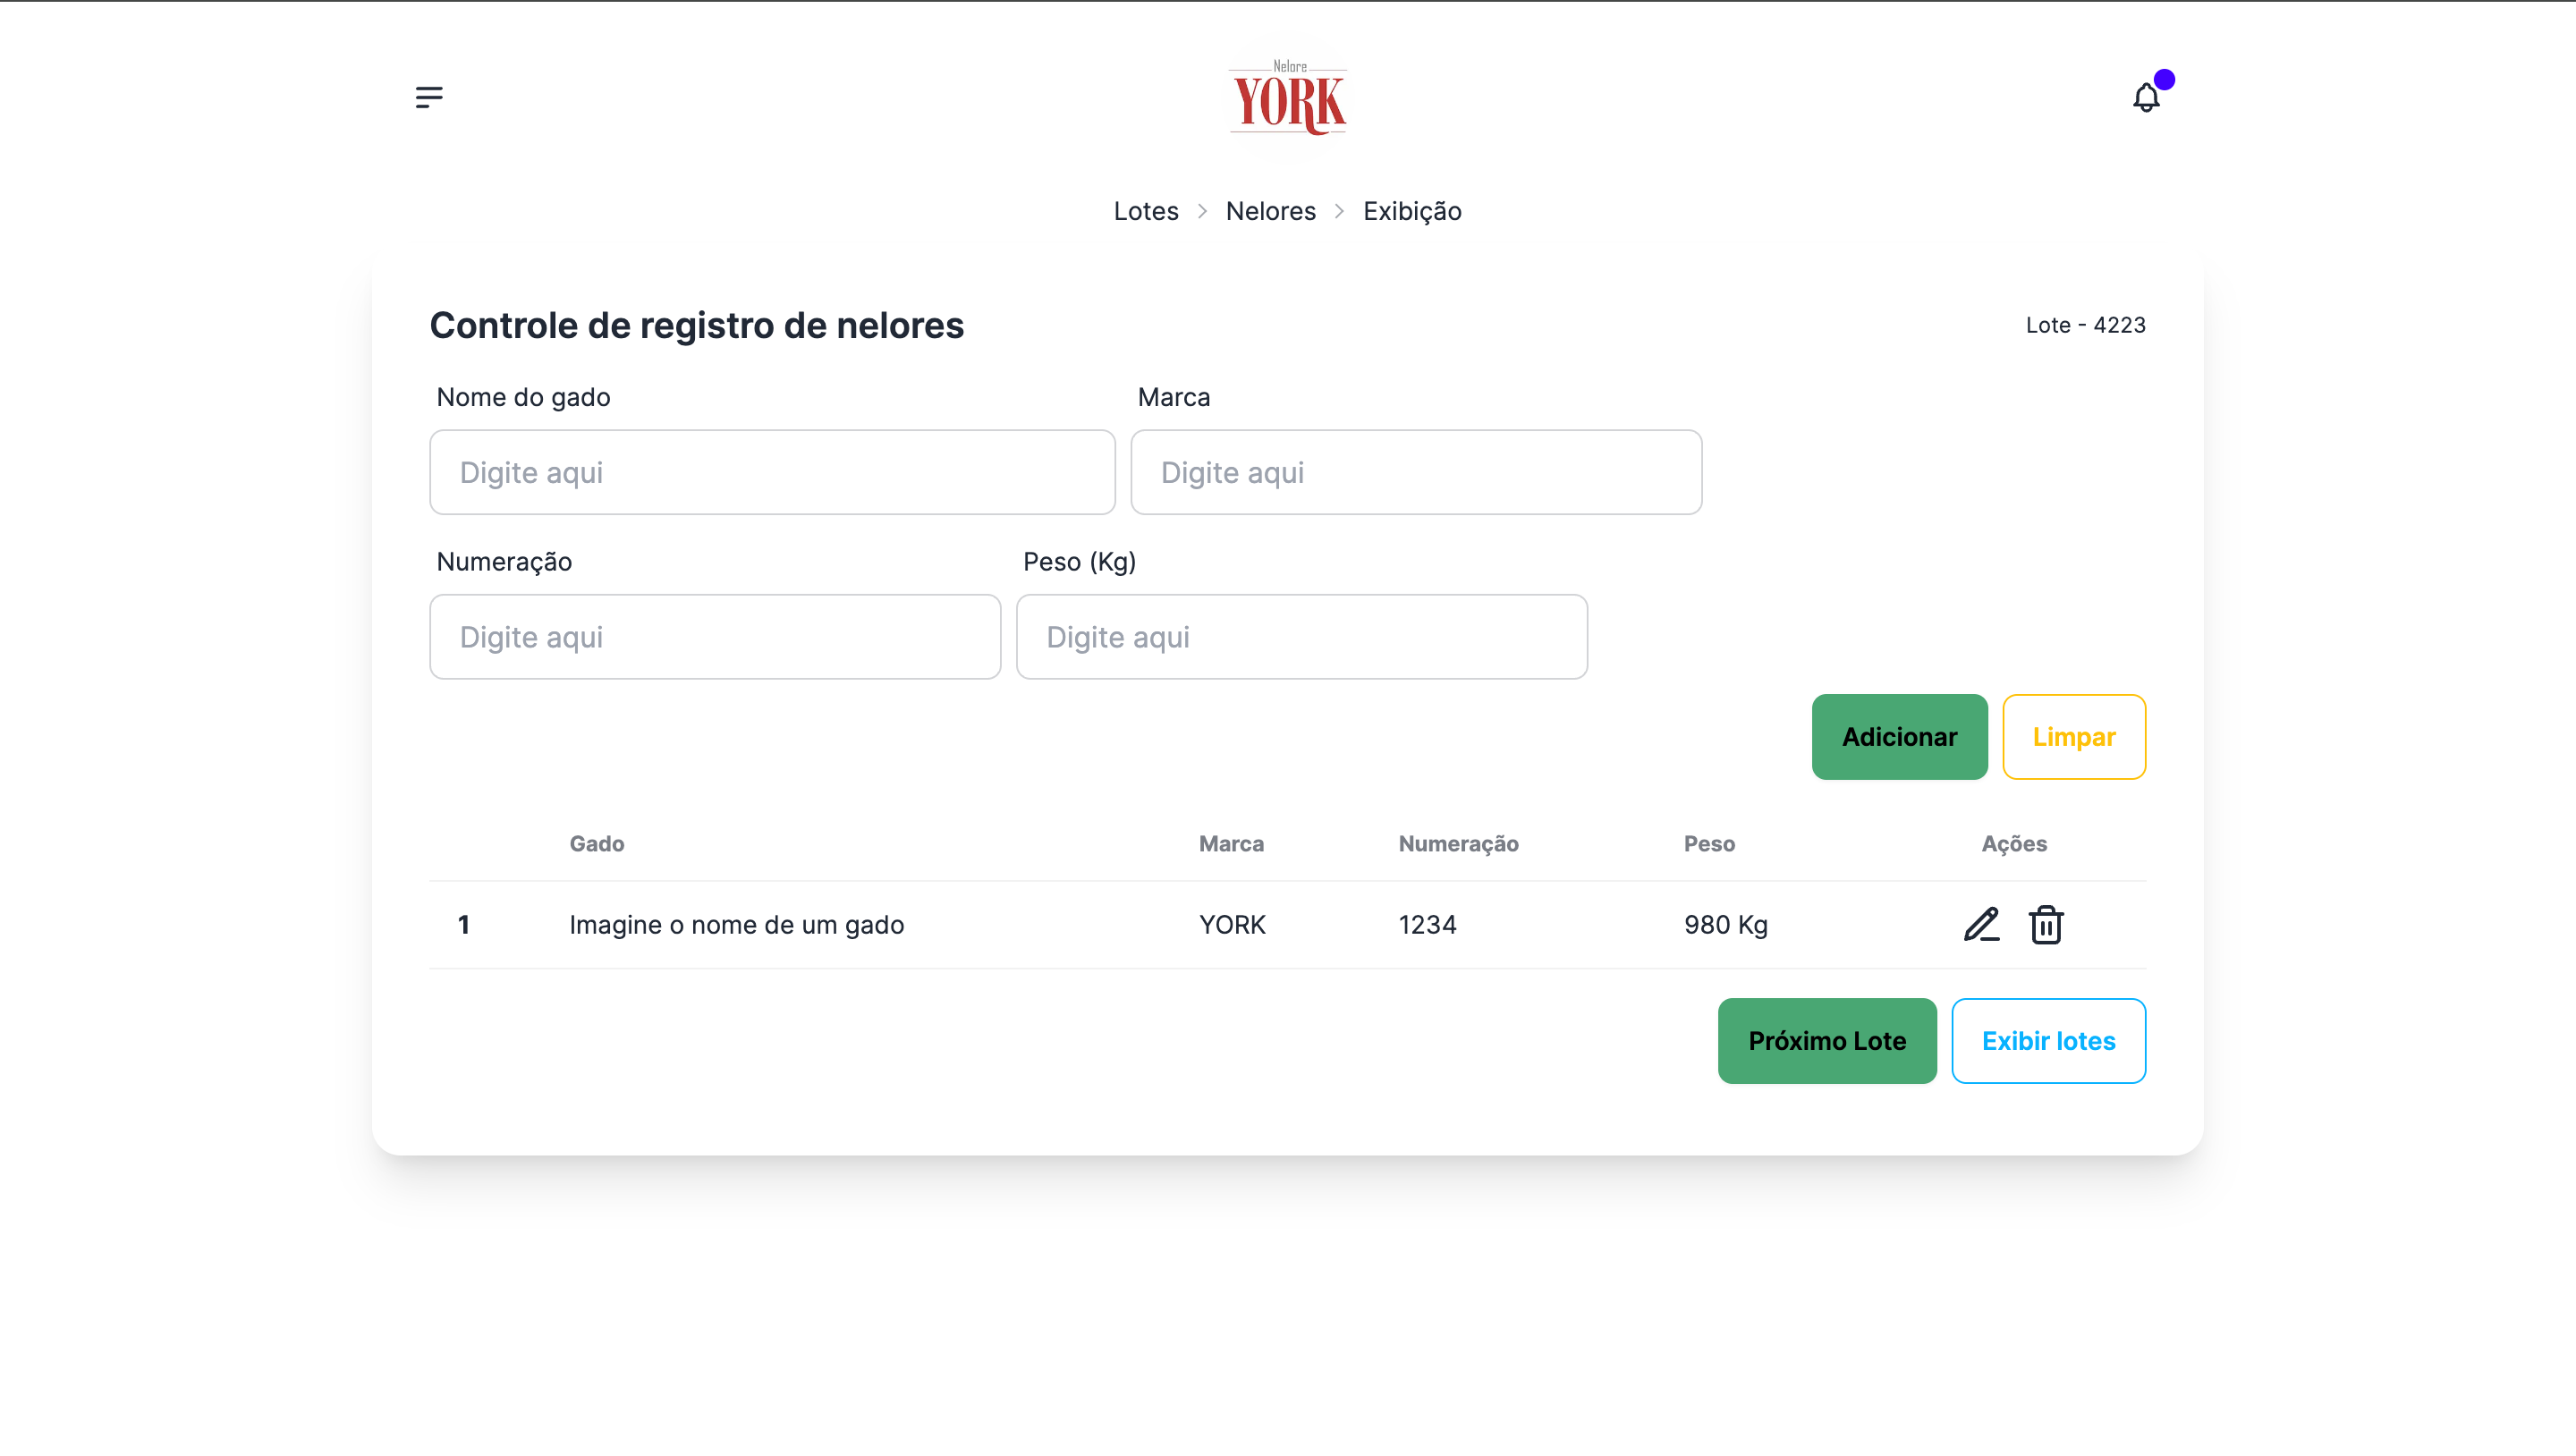 Nelore
YORK
Lotes > Nelores > Exibição
Controle de registro de nelores
Lote - 4223
Nome do gado
Marca
Digite aqui
Digite aqui
Numeração
Peso (Kg)
Digite aqui
Digite aqui
Adicionar
Limpar
Gado Marca Numeração Peso Ações
1 Imagine o nome de um gado YORK 1234 980 Kg
Próximo Lote
Exibir lotes